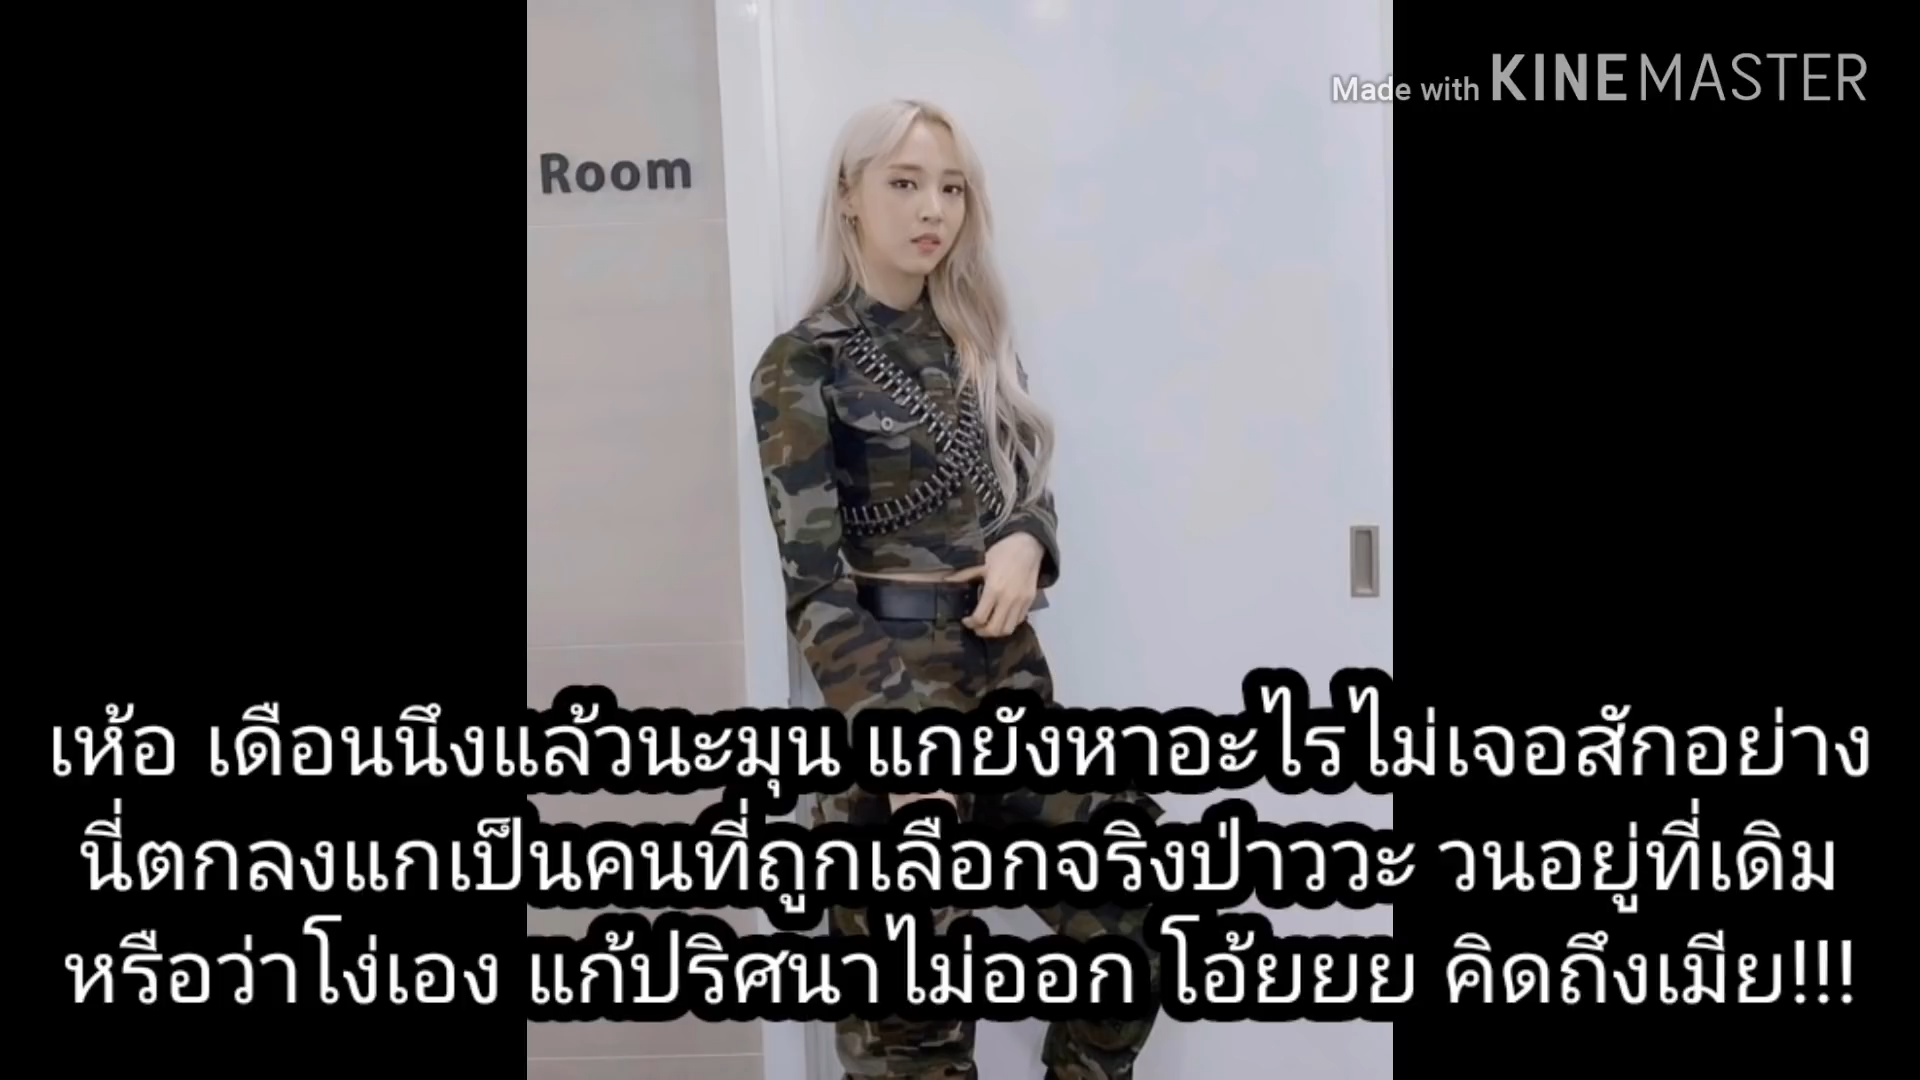 Made with KINEMASTER
Room
เห้อ เดือนนึงแล้วนะมุน แกยังหาอะไรไม่เจอสักอย่าง
นี่ตกลงแกเป็นคนที่ถูกเลือกจริงป่าววะ วนอยู่ที่เดิม
หรือว่าโง่เอง แก้ปริศนาไม่ออก โอ้ยยย คิดถึงเมีย!!!